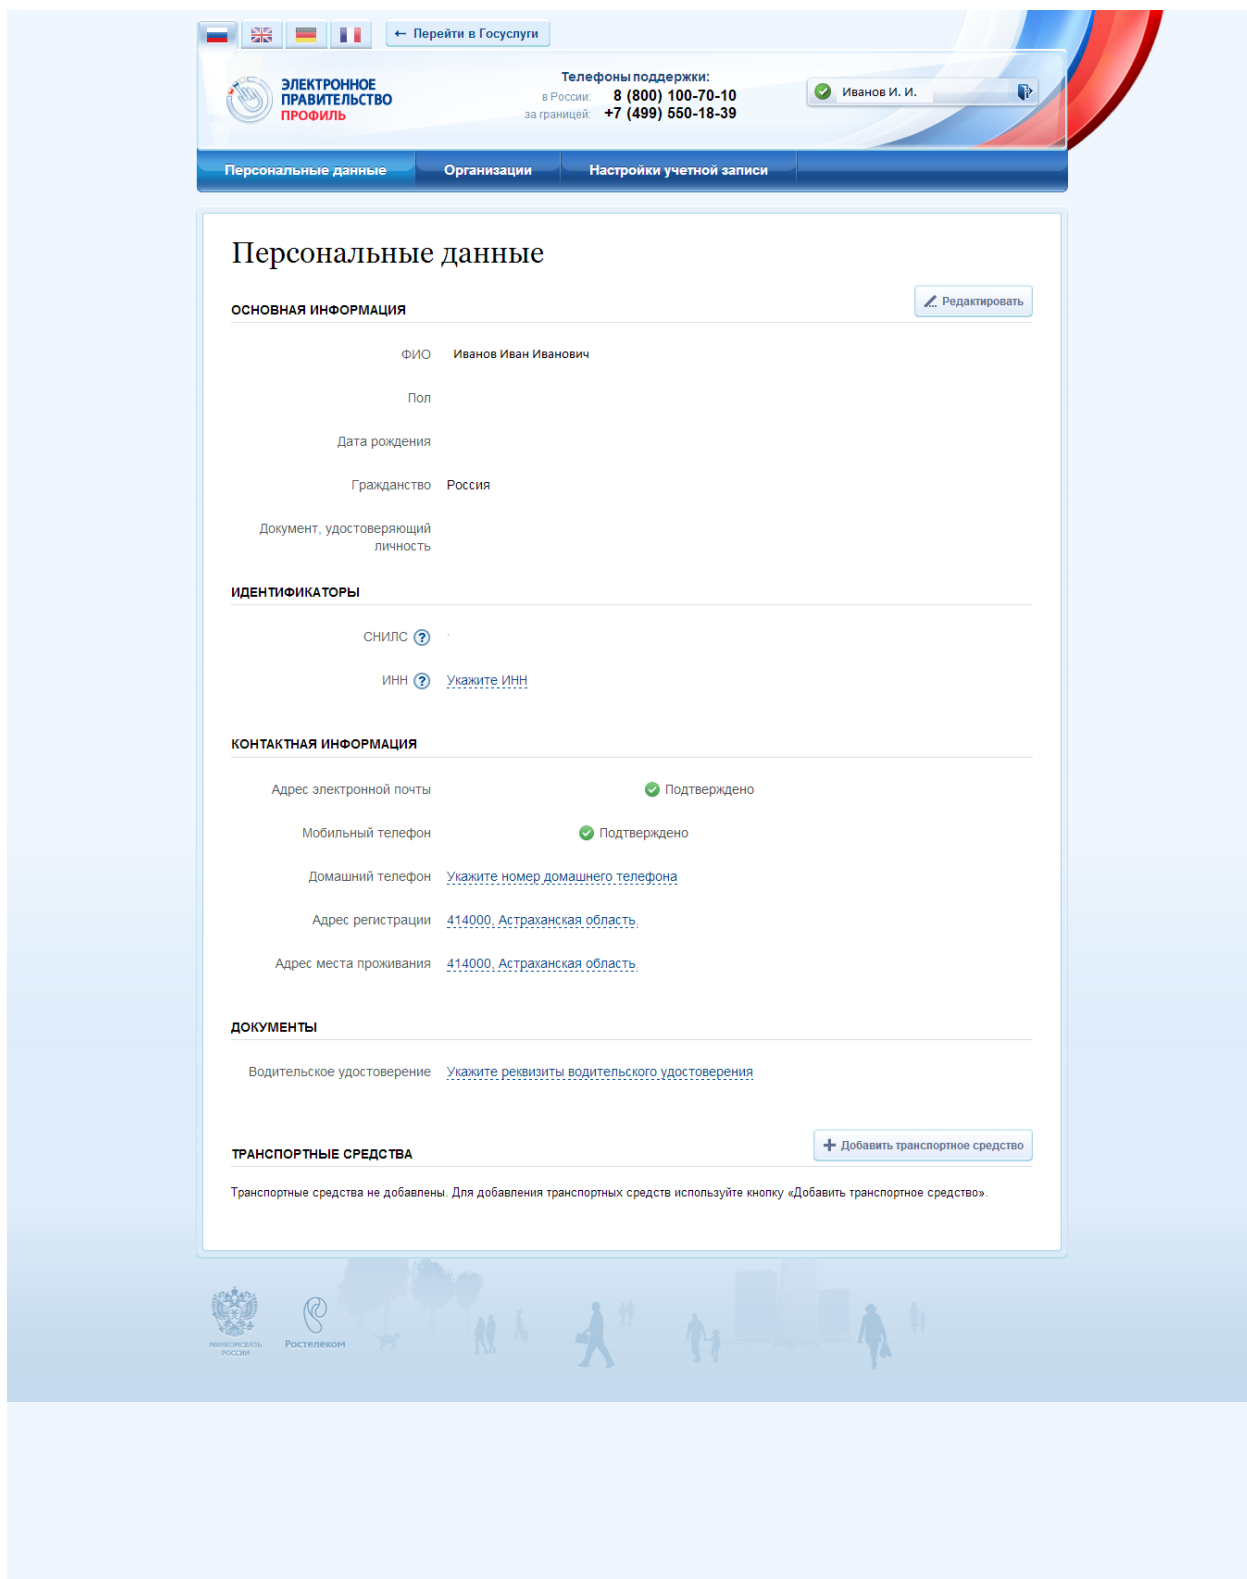 ← Перейти в Госуслуги
ЭЛЕКТРОННОЕ
ПРАВИТЕЛЬСТВО
ПРОФИЛЬ
Телефоны поддержки:
в России: 8 (800) 100-70-10
за границей: +7 (499) 550-18-39
Иванов И. И.
Персональные данные Организации Настройки учетной записи
Персональные данные
ОСНОВНАЯ ИНФОРМАЦИЯ
Редактировать
ФИО Иванов Иван Иванович
Пол
Дата рождения
Гражданство Россия
Документ, удостоверяющий
личность
ИДЕНТИФИКАТОРЫ
СНИЛС ?
ИНН ? Укажите ИНН
КОНТАКТНАЯ ИНФОРМАЦИЯ
Адрес электронной почты Подтверждено
Мобильный телефон Подтверждено
Домашний телефон Укажите номер домашнего телефона
Адрес регистрации 414000, Астраханская область,
Адрес места проживания 414000, Астраханская область,
ДОКУМЕНТЫ
Водительское удостоверение Укажите реквизиты водительского удостоверения
ТРАНСПОРТНЫЕ СРЕДСТВА
+ Добавить транспортное средство
Транспортные средства не добавлены. Для добавления транспортных средств используйте кнопку «Добавить транспортное средство».
МИНКОМСВЯЗЬ
РОССИИ
Ростелеком